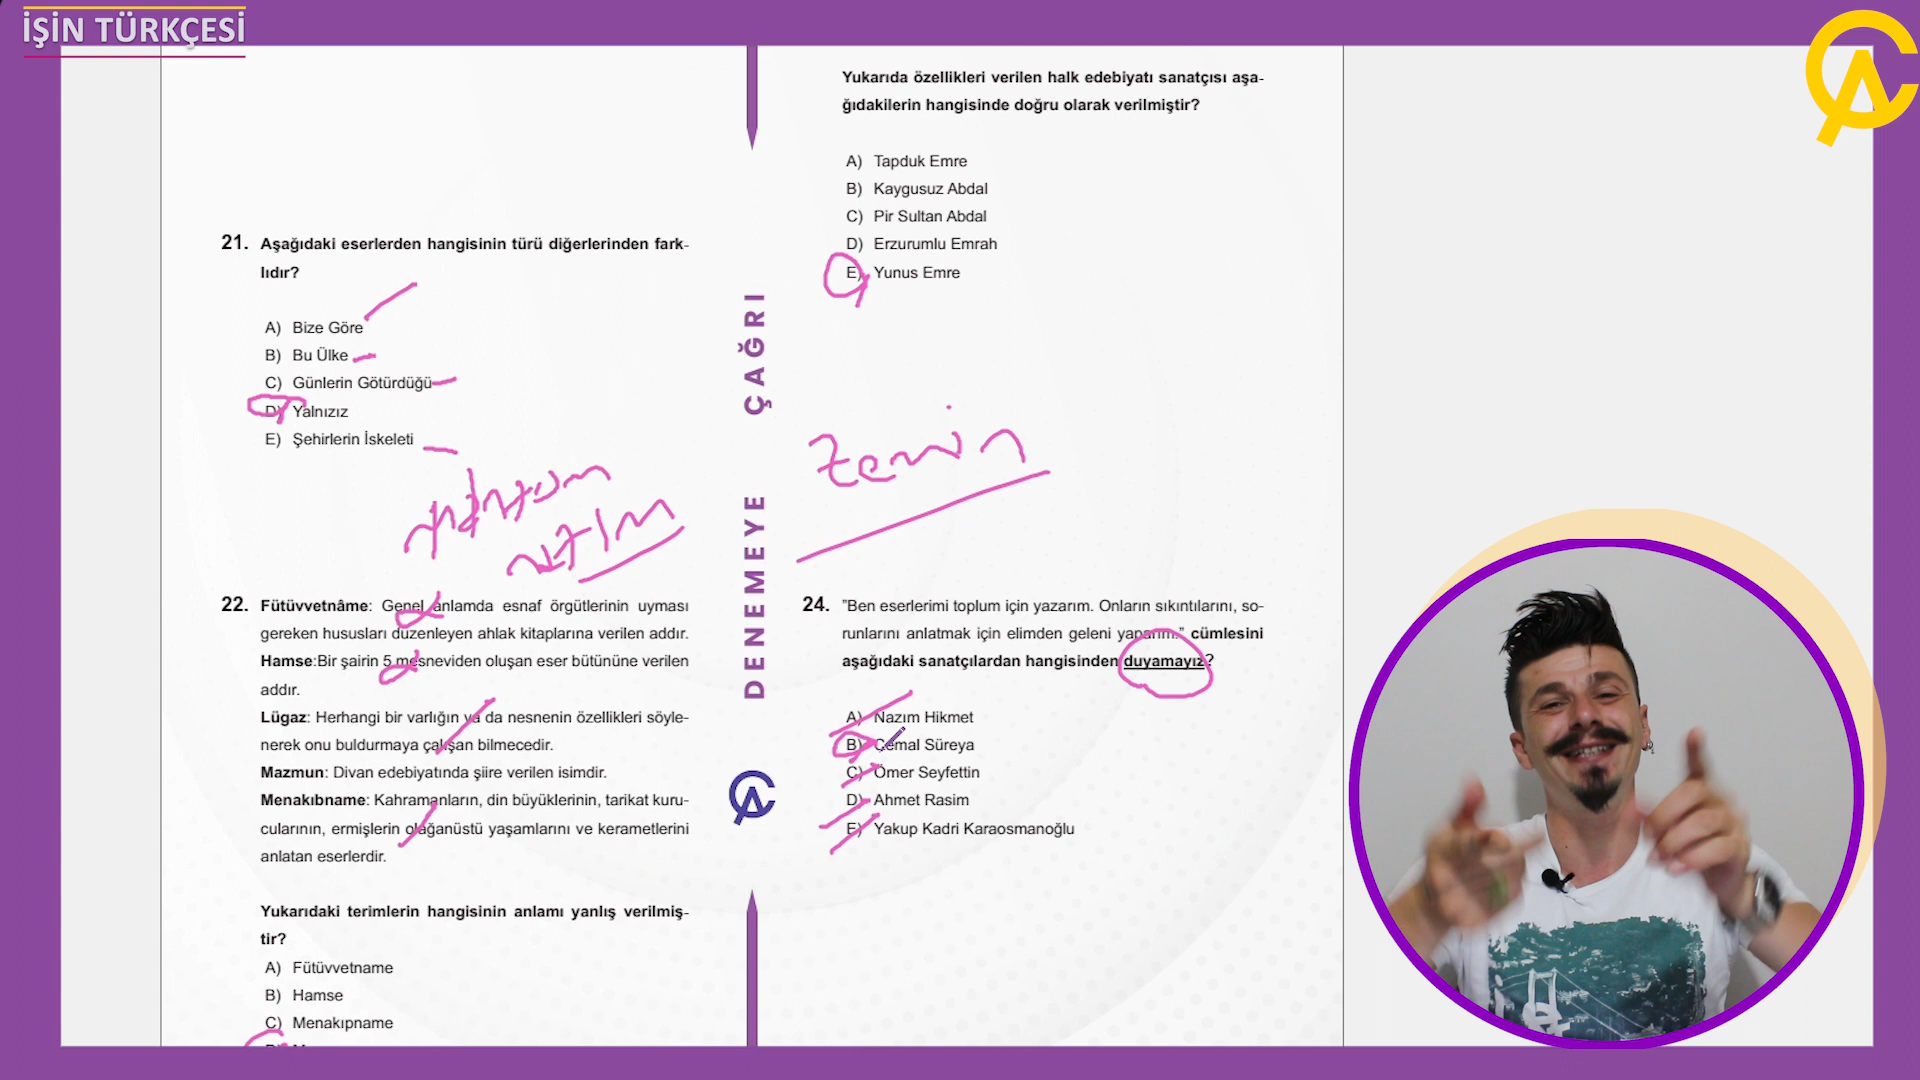 İŞİN TÜRKÇESİ
21. Aşağıdaki eserlerden hangisinin türü diğerlerinden fark-
lıdır?
A) Bize Göre
B) Bu Ülke
C) Günlerin Götürdüğü
D) Yalnızız
E) Şehirlerin İskeleti
22. Fütüvvetnâme: Genel anlamda esnaf örgütlerinin uyması
gereken hususları düzenleyen ahlak kitaplarına verilen addır.
Hamse:Bir şairin 5 mesneviden oluşan eser bütününe verilen
addır.
Lügaz: Herhangi bir varlığın ya da nesnenin özellikleri söyle-
nerek onu buldurmaya çalışan bilmecedir.
Mazmun: Divan edebiyatında şiire verilen isimdir.
Menakıbname: Kahramanların, din büyüklerinin, tarikat kuru-
cularının, ermişlerin olağanüstü yaşamlarını ve kerametlerini
anlatan eserlerdir.
Yukarıdaki terimlerin hangisinin anlamı yanlış verilmiş-
tir?
A) Fütüvvetname
B) Hamse
C) Menakıpname
DENEMEYE ÇAĞRI
Yukarıda özellikleri verilen halk edebiyatı sanatçısı aşa-
ğıdakilerin hangisinde doğru olarak verilmiştir?
A) Tapduk Emre
B) Kaygusuz Abdal
C) Pir Sultan Abdal
D) Erzurumlu Emrah
E) Yunus Emre
Zemin
24. "Ben eserlerimi toplum için yazarım. Onların sıkıntılarını, so-
runlarını anlatmak için elimden geleni yaparım." cümlesini
aşağıdaki sanatçılardan hangisinden duyamayız?
A) Nazım Hikmet
B) Cemal Süreya
C) Ömer Seyfettin
D) Ahmet Rasim
E) Yakup Kadri Karaosmanoğlu